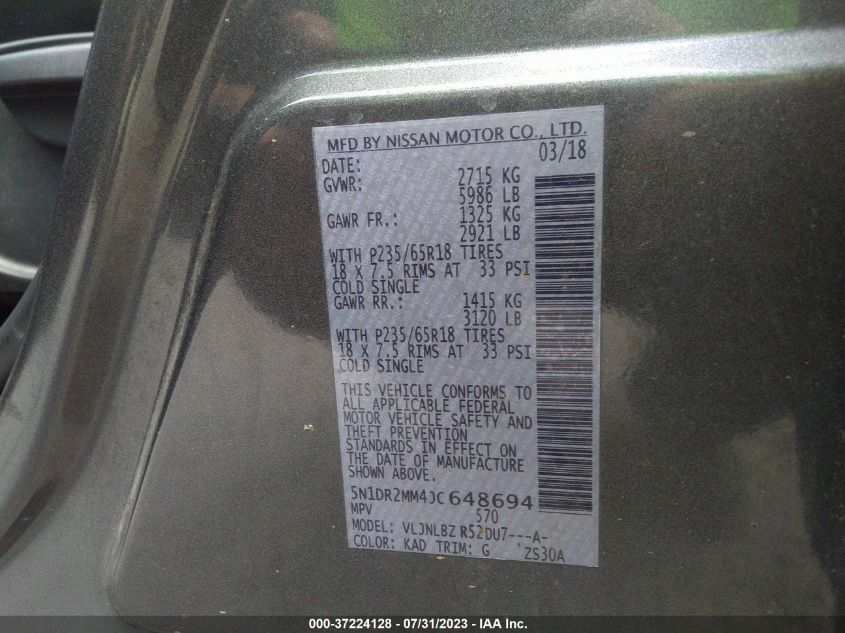 MFD BY NISSAN MOTOR CO., LTD.
DATE: 03/18
GVWR: 2715 KG
5986 LB
GAWR FR.: 1325 KG
2921 LB
WITH P235/65R18 TIRES
18 X 7.5 RIMS AT 33 PSI
COLD SINGLE
GAWR RR.: 1415 KG
3120 LB
WITH P235/65R18 TIRES
18 X 7.5 RIMS AT 33 PSI
COLD SINGLE
THIS VEHICLE CONFORMS TO
ALL APPLICABLE FEDERAL
MOTOR VEHICLE SAFETY AND
THEFT PREVENTION
STANDARDS IN EFFECT ON
THE DATE OF MANUFACTURE
SHOWN ABOVE.
5N1DR2MM4JC648694
MPV 570
MODEL: VLJNLBZ R52DU7---A-
COLOR: KAD TRIM: G ZS30A
000-37224128 - 07/31/2023 - IAA Inc.